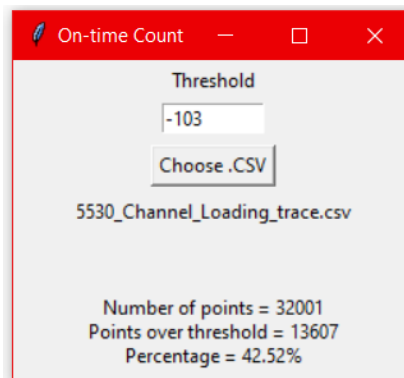 On-time Count
Threshold
-103
Choose .CSV
5530_Channel_Loading_trace.csv
Number of points = 32001
Points over threshold = 13607
Percentage = 42.52%